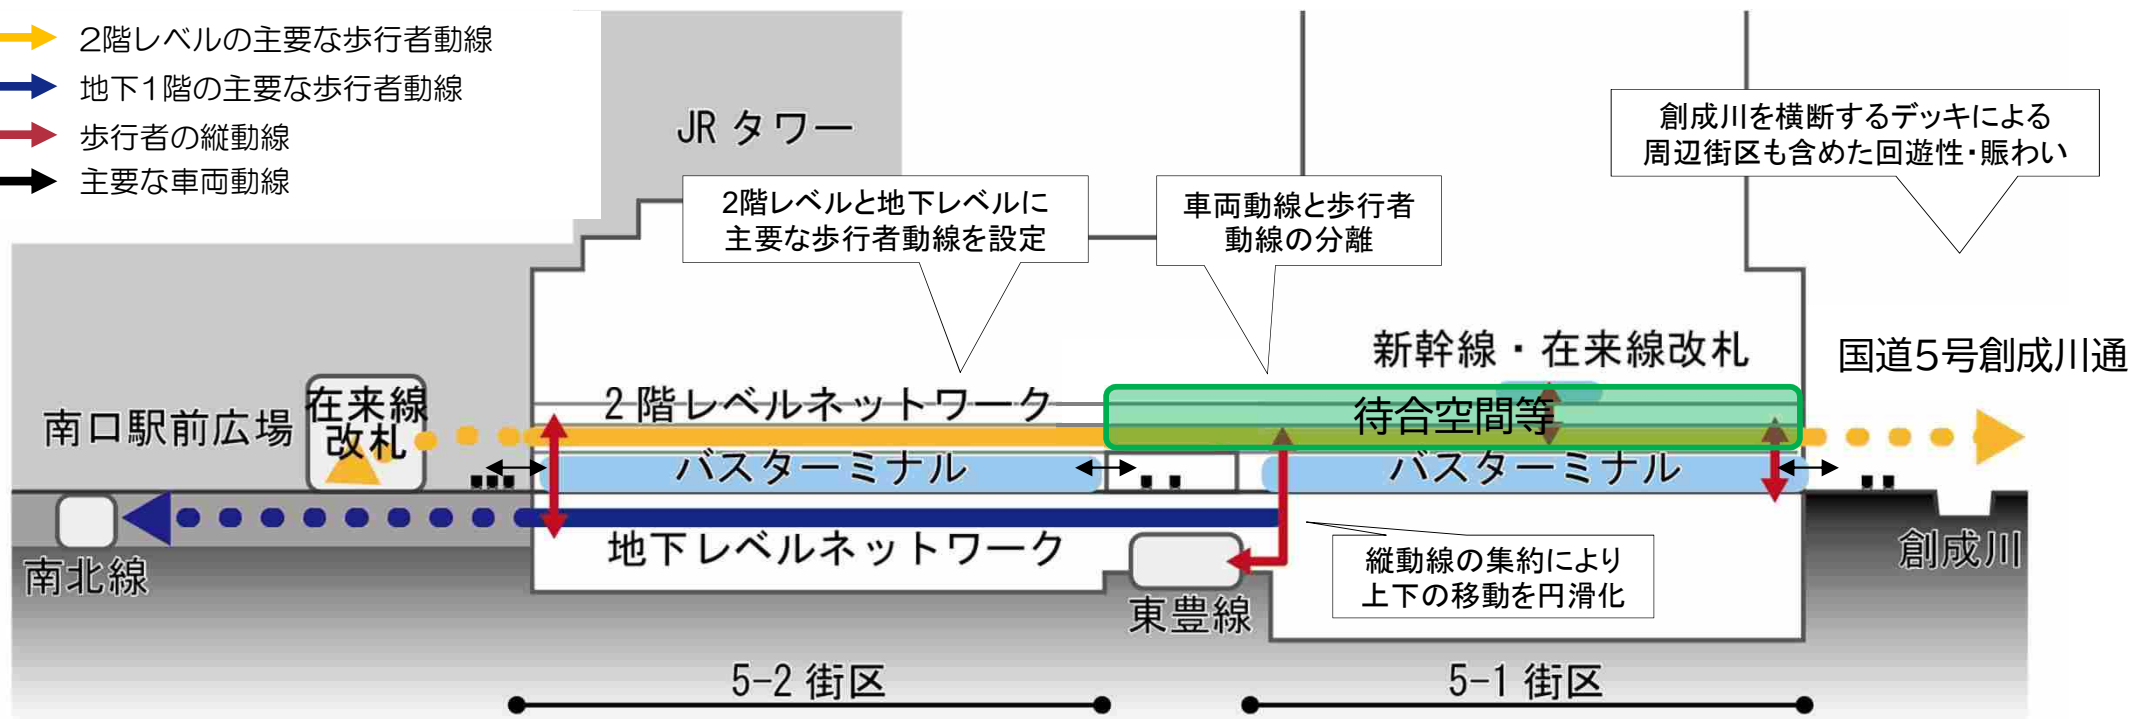 2階レベルの主要な歩行者動線
地下1階の主要な歩行者動線
歩行者の縦動線
主要な車両動線
JRタワー
創成川を横断するデッキによる
周辺街区も含めた回遊性・賑わい
2階レベルと地下レベルに
主要な歩行者動線を設定
車両動線と歩行者
動線の分離
新幹線・在来線改札
国道5号創成川通
南口駅前広場
在来線
改札
2階レベルネットワーク
待合空間等
バスターミナル
バスターミナル
地下レベルネットワーク
南北線
東豊線
縦動線の集約により
上下の移動を円滑化
創成川
5-2 街区
5-1 街区